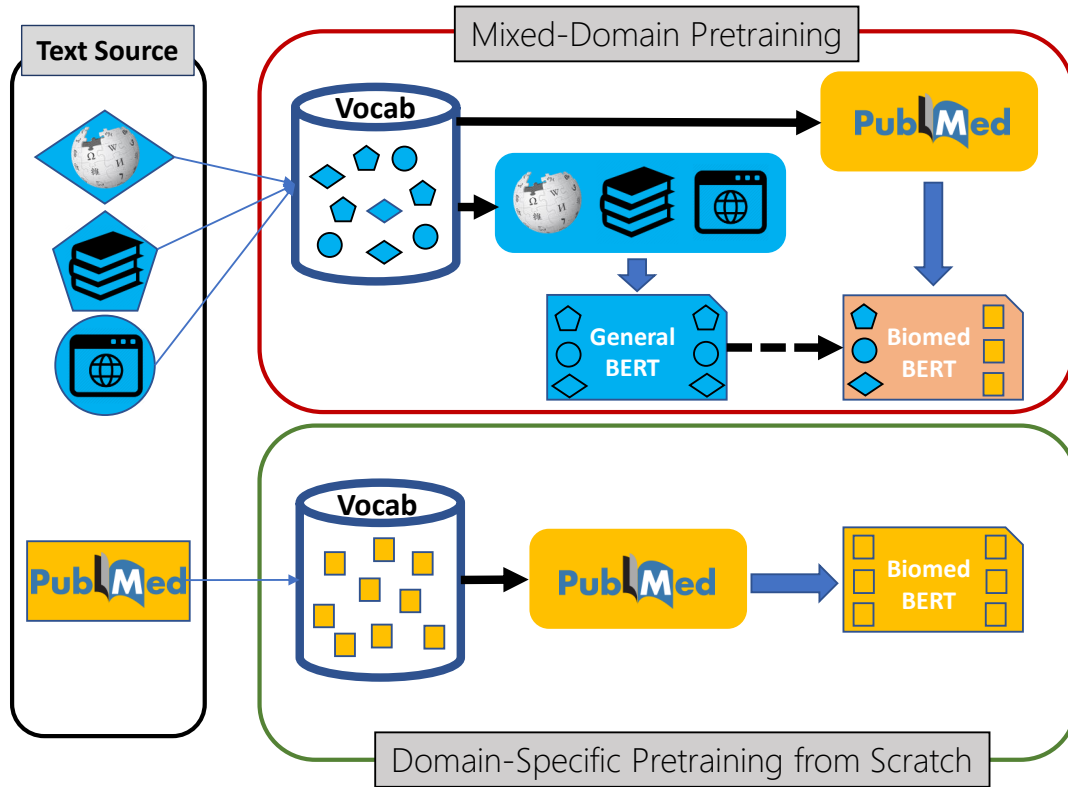 Text Source
Mixed-Domain Pretraining
Vocab
PubMed
General
BERT
Biomed
BERT
Vocab
PubMed
PubMed
Biomed
BERT
Domain-Specific Pretraining from Scratch